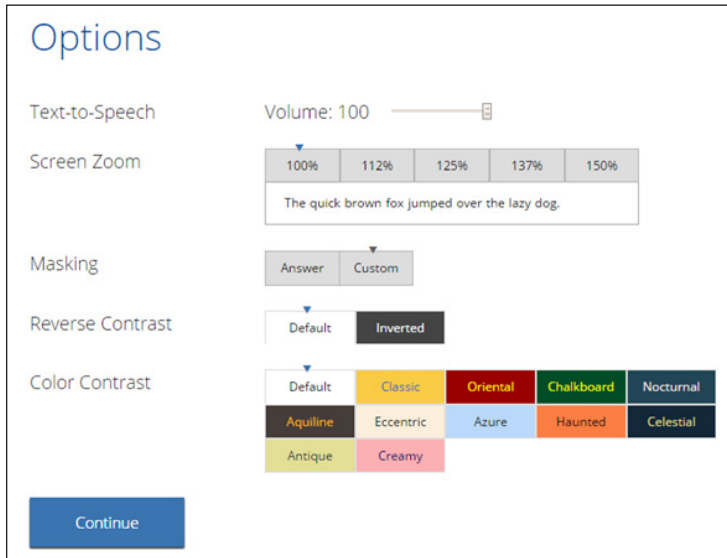 Options
Text-to-Speech Volume: 100
Screen Zoom 100% 112% 125% 137% 150%
The quick brown fox jumped over the lazy dog.
Masking Answer Custom
Reverse Contrast Default Inverted
Color Contrast Default Classic Oriental Chalkboard Nocturnal
Aquiline Eccentric Azure Haunted Celestial
Antique Creamy
Continue